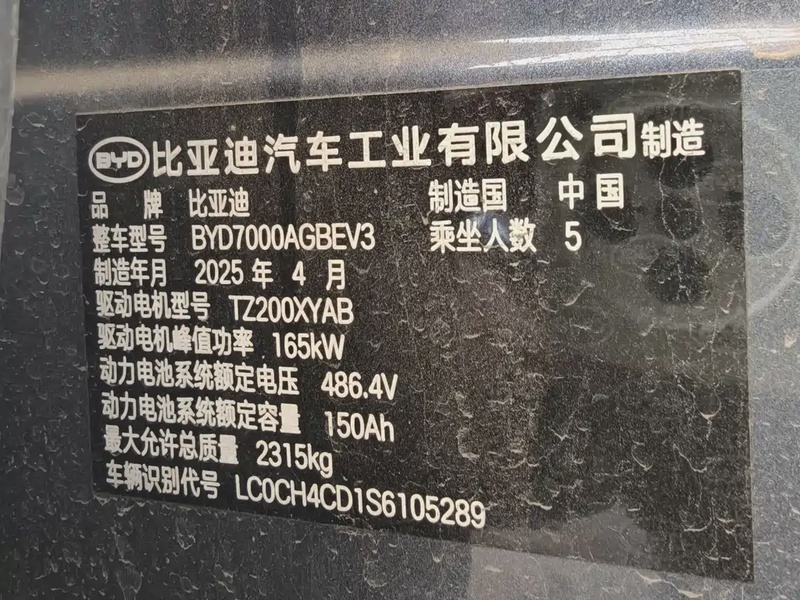 BYD 比亚迪汽车工业有限公司制造
品牌 比亚迪 制造国 中国
整车型号 BYD7000AGBEV3 乘坐人数 5
制造年月 2025 年 4 月
驱动电机型号 TZ200XYAB
驱动电机峰值功率 165kW
动力电池系统额定电压 486.4V
动力电池系统额定容量 150Ah
最大允许总质量 2315kg
车辆识别代号 LC0CH4CD1S6105289